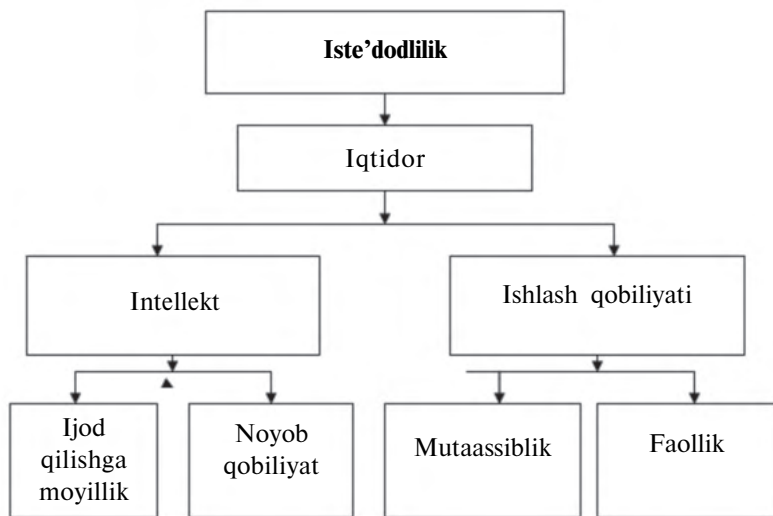 Iste’dodlilik
Iqtidor
Intellekt
Ishlash qobiliyati
Ijod
qilishga
moyillik
Noyob
qobiliyat
Mutaassiblik
Faollik